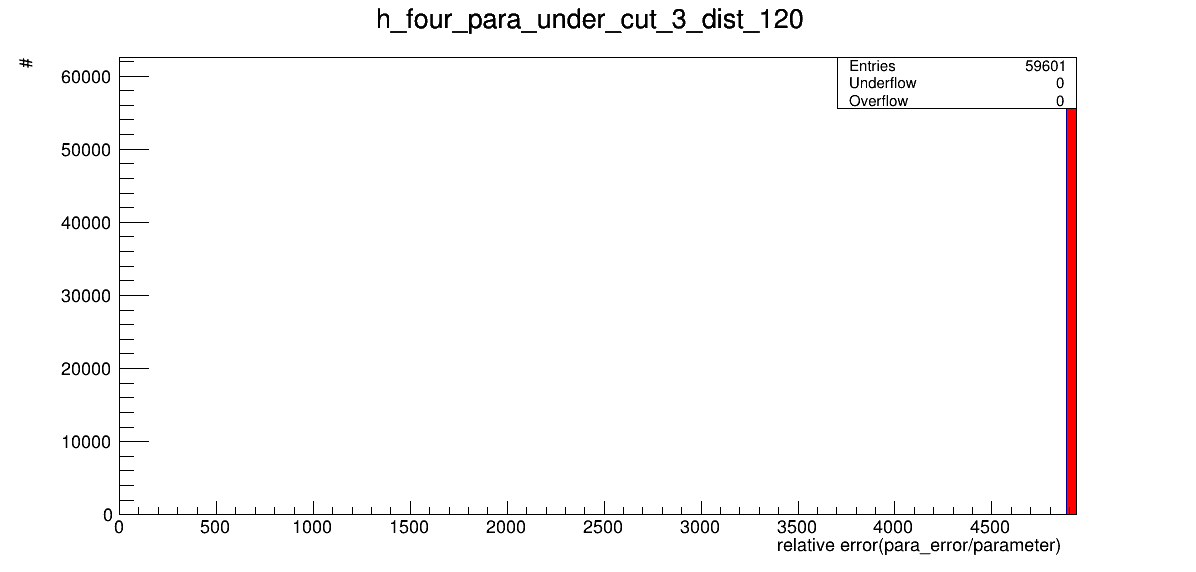 h_four_para_under_cut_3_dist_120
#
Entries 59601
Underflow 0
Overflow 0
60000
50000
40000
30000
20000
10000
0
0 500 1000 1500 2000 2500 3000 3500 4000 4500
relative error(para_error/parameter)